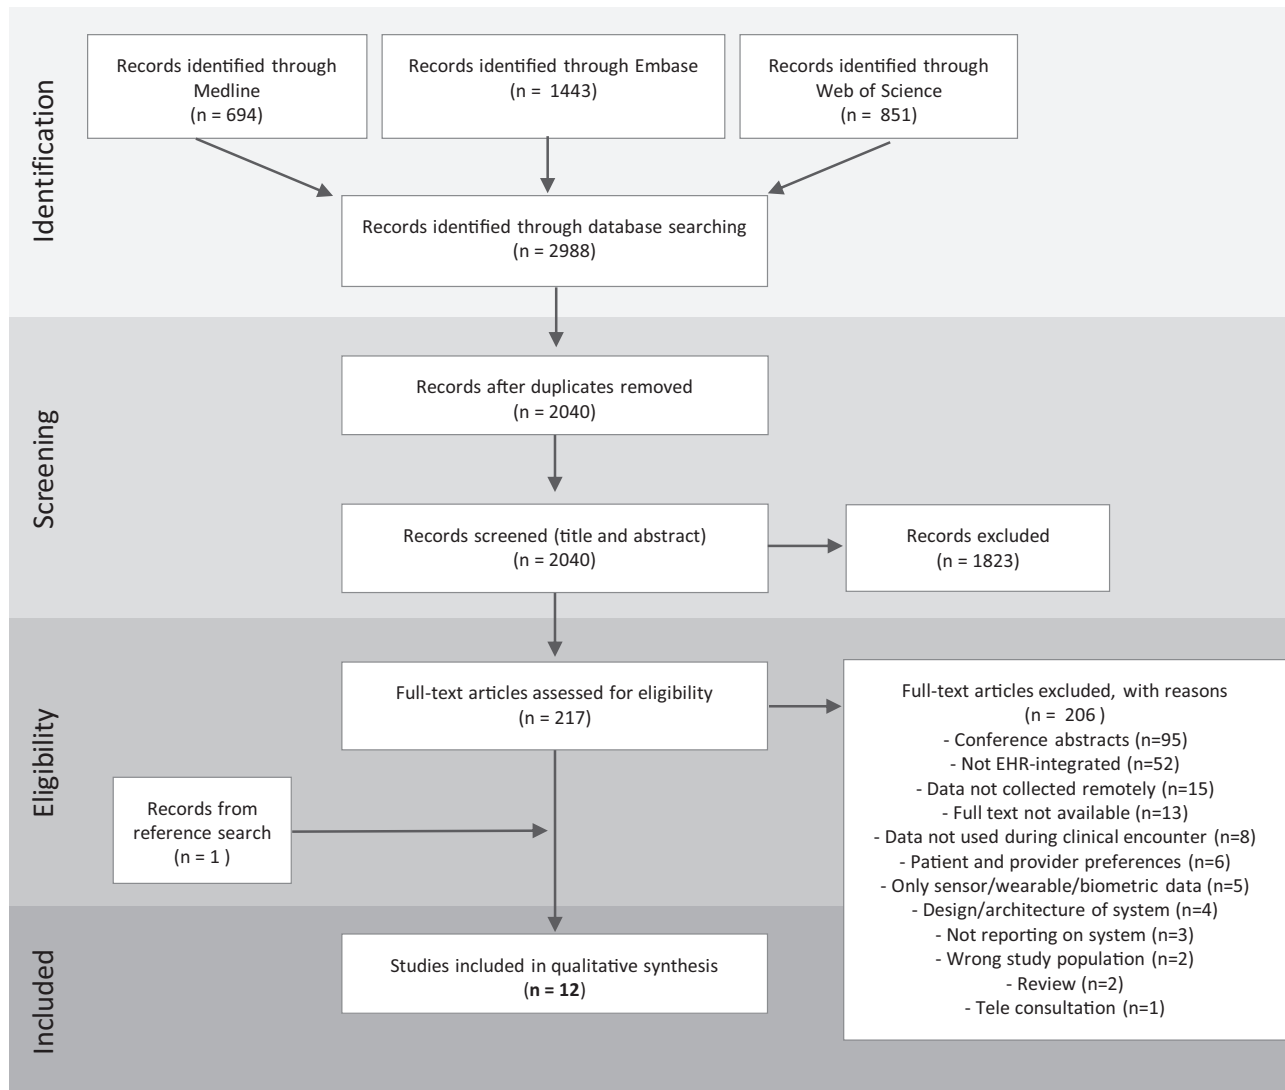 Identification
Records identified through
Medline
(n = 694)
Records identified through Embase
(n = 1443)
Records identified through
Web of Science
(n = 851)
Records identified through database searching
(n = 2988)
Screening
Records after duplicates removed
(n = 2040)
Records screened (title and abstract)
(n = 2040)
Records excluded
(n = 1823)
Eligibility
Full-text articles assessed for eligibility
(n = 217)
Records from
reference search
(n = 1 )
Full-text articles excluded, with reasons
(n = 206 )
- Conference abstracts (n=95)
- Not EHR-integrated (n=52)
- Data not collected remotely (n=15)
- Full text not available (n=13)
- Data not used during clinical encounter (n=8)
- Patient and provider preferences (n=6)
- Only sensor/wearable/biometric data (n=5)
- Design/architecture of system (n=4)
- Not reporting on system (n=3)
- Wrong study population (n=2)
- Review (n=2)
- Tele consultation (n=1)
Included
Studies included in qualitative synthesis
(n = 12)